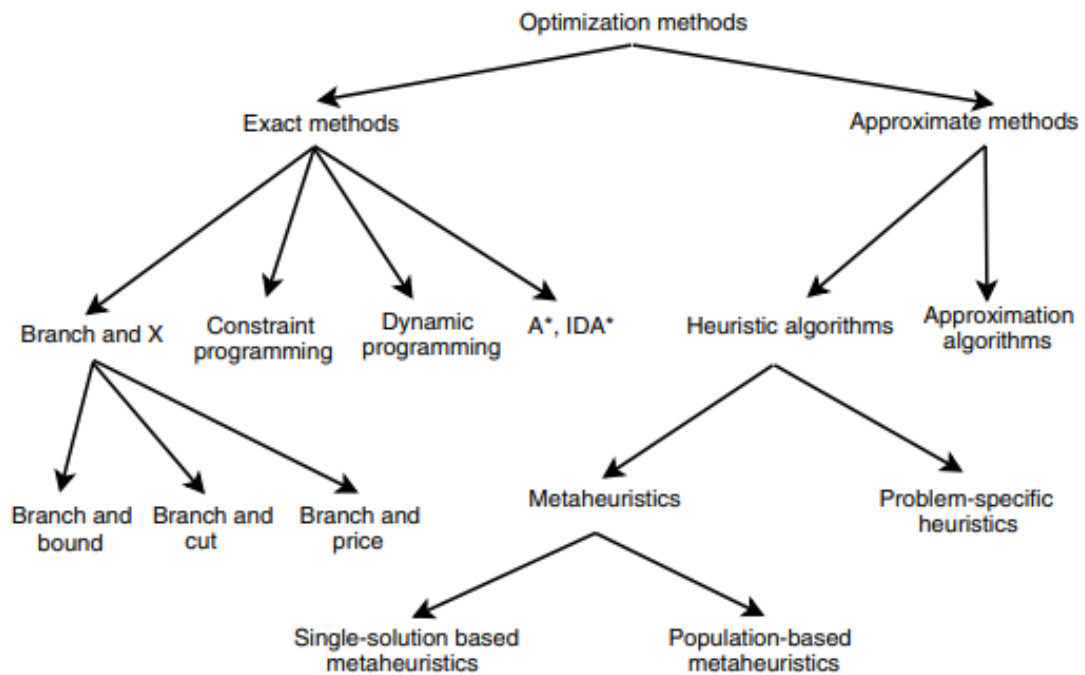 Optimization methods
Exact methods
Approximate methods
Branch and X
Constraint
programming
Dynamic
programming
A*, IDA*
Heuristic algorithms
Approximation
algorithms
Branch and
bound
Branch and
cut
Branch and
price
Metaheuristics
Problem-specific
heuristics
Single-solution based
metaheuristics
Population-based
metaheuristics